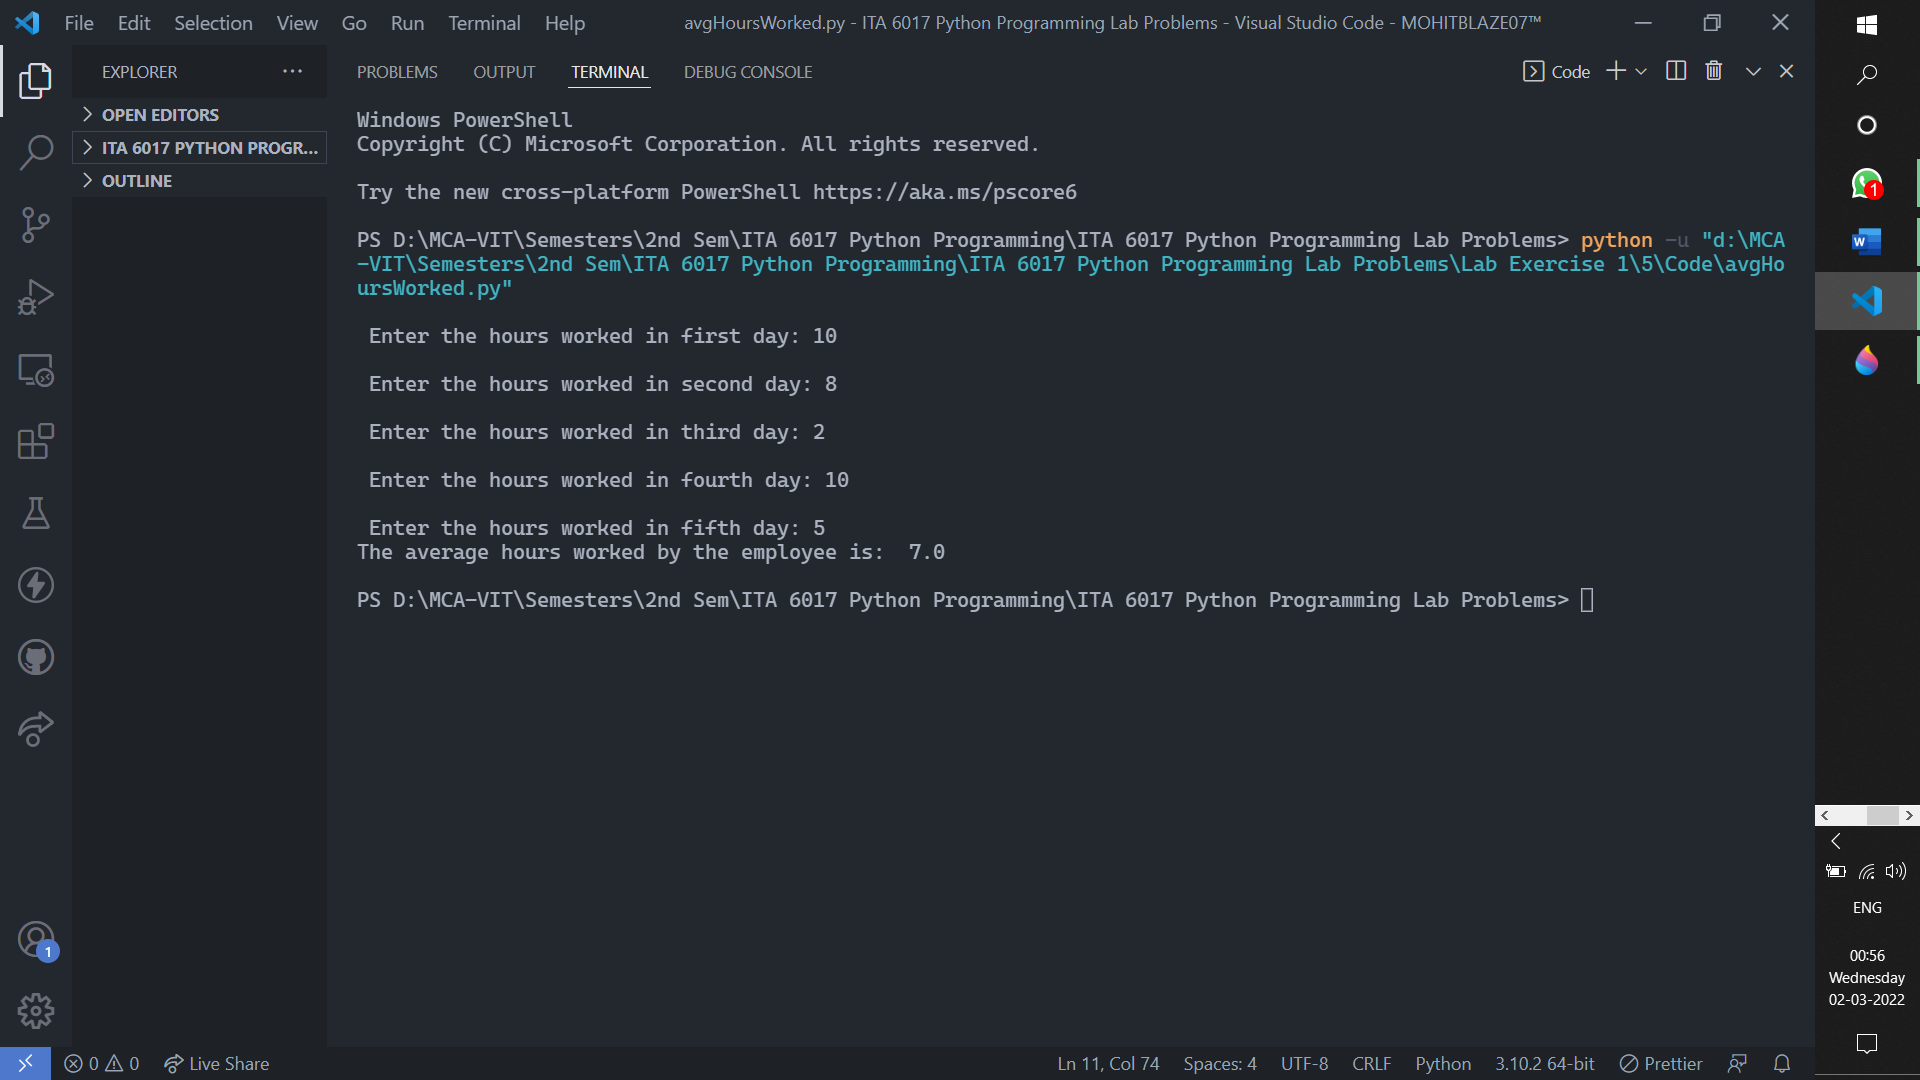 File Edit Selection View Go Run Terminal Help
avgHoursWorked.py - ITA 6017 Python Programming Lab Problems - Visual Studio Code - MOHITBLAZE07™
EXPLORER
OPEN EDITORS
ITA 6017 PYTHON PROGR...
OUTLINE
PROBLEMS OUTPUT TERMINAL DEBUG CONSOLE
Code
Windows PowerShell
Copyright (C) Microsoft Corporation. All rights reserved.
Try the new cross-platform PowerShell https://aka.ms/pscore6
PS D:\MCA-VIT\Semesters\2nd Sem\ITA 6017 Python Programming\ITA 6017 Python Programming Lab Problems> python -u "d:\MCA
-VIT\Semesters\2nd Sem\ITA 6017 Python Programming\ITA 6017 Python Programming Lab Problems\Lab Exercise 1\5\Code\avgHo
ursWorked.py"
Enter the hours worked in first day: 10
Enter the hours worked in second day: 8
Enter the hours worked in third day: 2
Enter the hours worked in fourth day: 10
Enter the hours worked in fifth day: 5
The average hours worked by the employee is:  7.0
PS D:\MCA-VIT\Semesters\2nd Sem\ITA 6017 Python Programming\ITA 6017 Python Programming Lab Problems>
1
0 0 Live Share
Ln 11, Col 74 Spaces: 4 UTF-8 CRLF Python 3.10.2 64-bit Prettier
1
W
ENG
00:56
Wednesday
02-03-2022